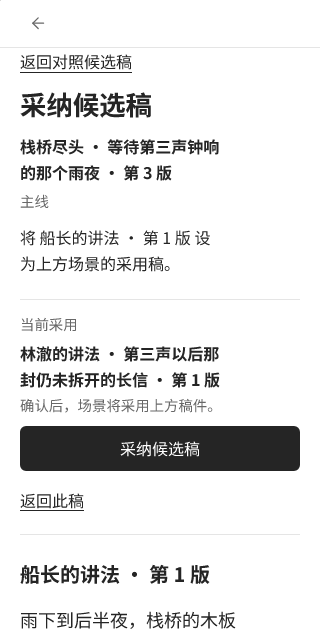 返回对照候选稿
采纳候选稿
栈桥尽头 · 等待第三声钟响
的那个雨夜 · 第 3 版
主线
将 船长的讲法 · 第 1 版 设
为上方场景的采用稿。
当前采用
林澈的讲法 · 第三声以后那
封仍未拆开的长信 · 第 1 版
确认后，场景将采用上方稿件。
采纳候选稿
返回此稿
船长的讲法 · 第 1 版
雨下到后半夜，栈桥的木板